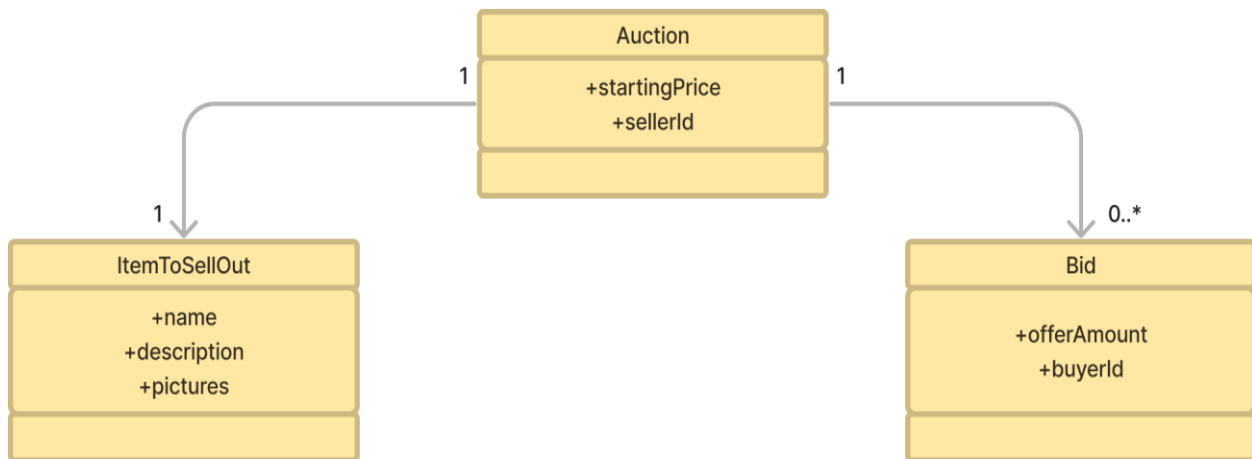 Auction
1
1
+startingPrice
+sellerId
1
0..*
ItemToSellOut
+name
+description
+pictures
Bid
+offerAmount
+buyerId